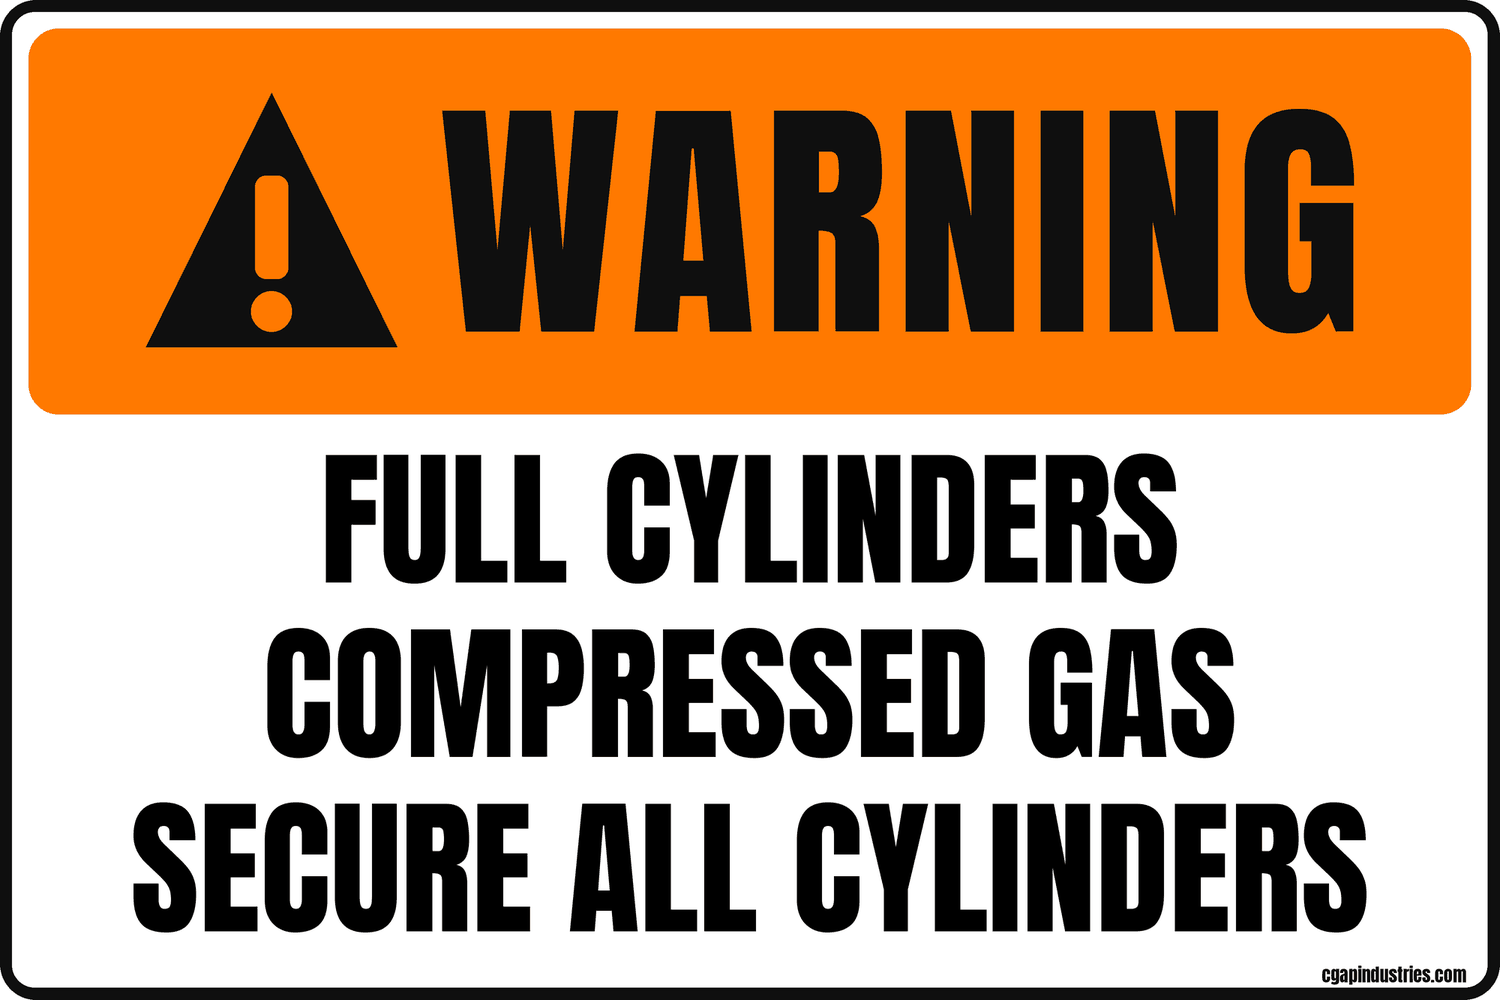 WARNING
FULL CYLINDERS
COMPRESSED GAS
SECURE ALL CYLINDERS
cgapindustries.com